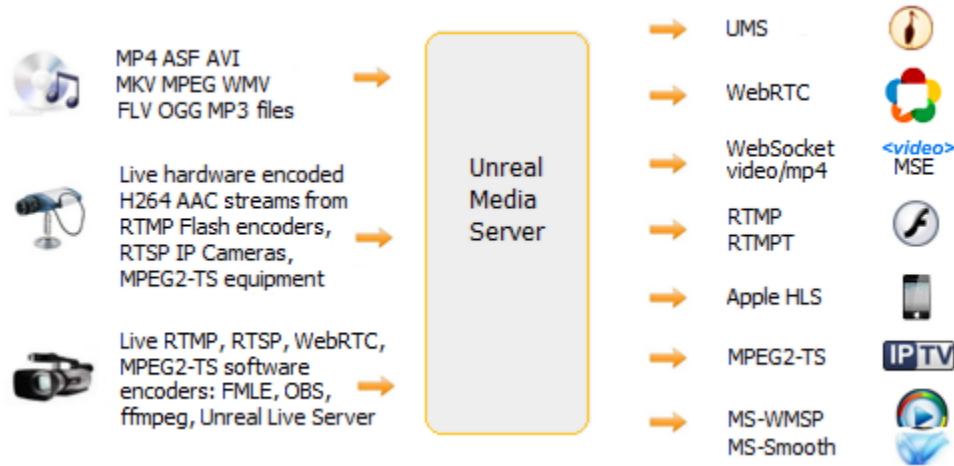 MP4 ASF AVI
MKV MPEG WMV
FLV OGG MP3 files
Live hardware encoded
H264 AAC streams from
RTMP Flash encoders,
RTSP IP Cameras,
MPEG2-TS equipment
Live RTMP, RTSP, WebRTC,
MPEG2-TS software
encoders: FMLE, OBS,
ffmpeg, Unreal Live Server
Unreal
Media
Server
UMS
WebRTC
WebSocket
video/mp4
<video>
MSE
RTMP
RTMPT
Apple HLS
MPEG2-TS
IPTV
MS-WMSP
MS-Smooth